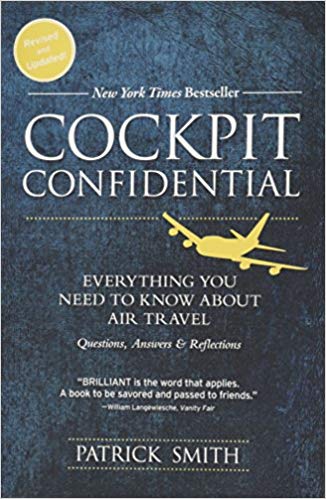 Revised
and
Updated!
New York Times Bestseller
COCKPIT
CONFIDENTIAL
EVERYTHING YOU
NEED TO KNOW ABOUT
AIR TRAVEL
Questions, Answers & Reflections
"BRILLIANT is the word that applies.
A book to be savored and passed to friends."
—William Langewiesche, Vanity Fair
PATRICK SMITH